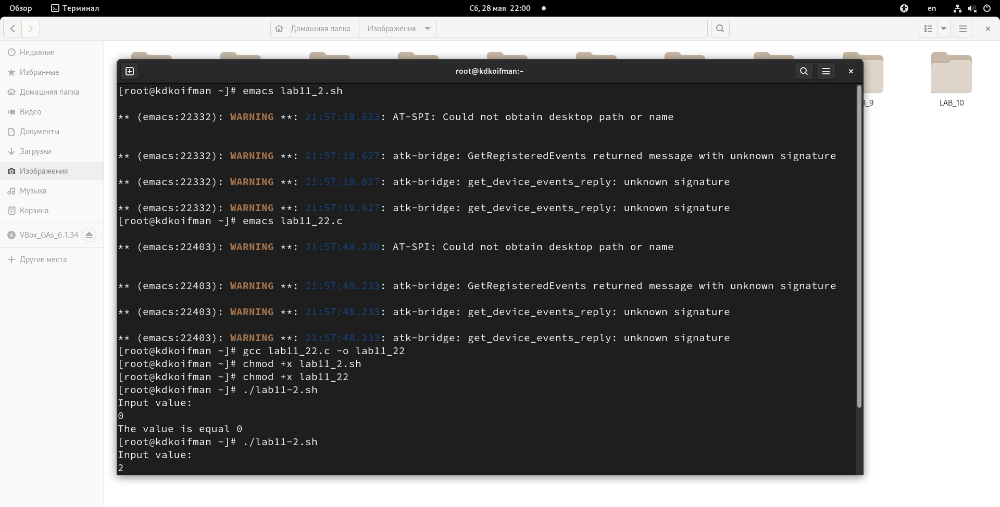 Обзор
Терминал
Сб, 28 мая 22:00
en
Домашняя папка
Изображения
Недавние
Избранные
Домашняя папка
Видео
Документы
Загрузки
Изображения
Музыка
Корзина
VBox_GAs_6.1.34
Другие места
LAB_10
root@kdkoifman:~
[root@kdkoifman ~]# emacs lab11_2.sh
** (emacs:22332): WARNING **: 21:57:19.623: AT-SPI: Could not obtain desktop path or name
** (emacs:22332): WARNING **: 21:57:19.627: atk-bridge: GetRegisteredEvents returned message with unknown signature
** (emacs:22332): WARNING **: 21:57:19.627: atk-bridge: get_device_events_reply: unknown signature
** (emacs:22332): WARNING **: 21:57:19.627: atk-bridge: get_device_events_reply: unknown signature
[root@kdkoifman ~]# emacs lab11_22.c
** (emacs:22403): WARNING **: 21:57:48.230: AT-SPI: Could not obtain desktop path or name
** (emacs:22403): WARNING **: 21:57:48.233: atk-bridge: GetRegisteredEvents returned message with unknown signature
** (emacs:22403): WARNING **: 21:57:48.233: atk-bridge: get_device_events_reply: unknown signature
** (emacs:22403): WARNING **: 21:57:48.233: atk-bridge: get_device_events_reply: unknown signature
[root@kdkoifman ~]# gcc lab11_22.c -o lab11_22
[root@kdkoifman ~]# chmod +x lab11_2.sh
[root@kdkoifman ~]# chmod +x lab11_22
[root@kdkoifman ~]# ./lab11-2.sh
Input value:
0
The value is equal 0
[root@kdkoifman ~]# ./lab11-2.sh
Input value:
2